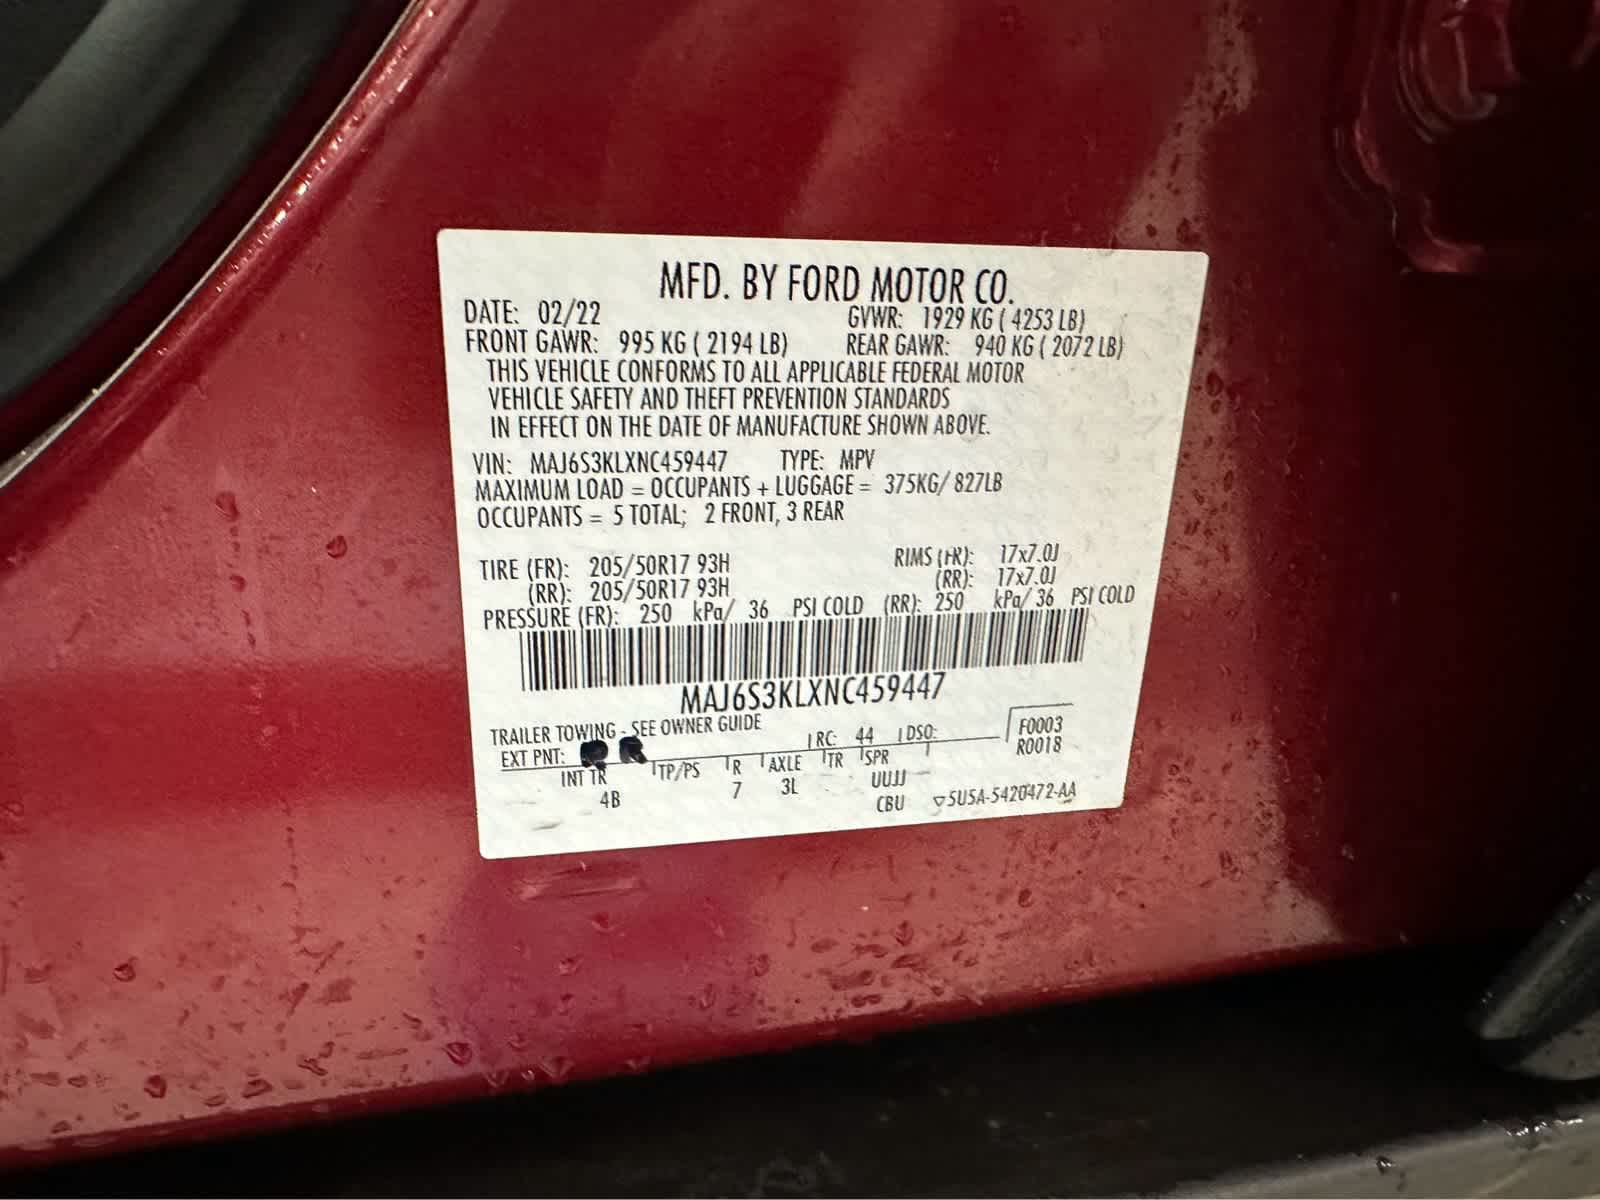 MFD. BY FORD MOTOR CO.
DATE: 02/22 GVWR: 1929 KG ( 4253 LB)
FRONT GAWR: 995 KG ( 2194 LB) REAR GAWR: 940 KG ( 2072 LB)
THIS VEHICLE CONFORMS TO ALL APPLICABLE FEDERAL MOTOR
VEHICLE SAFETY AND THEFT PREVENTION STANDARDS
IN EFFECT ON THE DATE OF MANUFACTURE SHOWN ABOVE.
VIN: MAJ6S3KLXNC459447 TYPE: MPV
MAXIMUM LOAD = OCCUPANTS + LUGGAGE = 375KG/ 827LB
OCCUPANTS = 5 TOTAL; 2 FRONT, 3 REAR
TIRE (FR): 205/50R17 93H RIMS (FR): 17x7.0J
(RR): 205/50R17 93H (RR): 17x7.0J
PRESSURE (FR): 250 kPa/ 36 PSI COLD (RR): 250 kPa/ 36 PSI COLD
MAJ6S3KLXNC459447
TRAILER TOWING - SEE OWNER GUIDE
EXT PNT: RR RC: 44 DSO: F0003
R0018
INT TR TP/PS R AXLE TR SPR
4B 7 3L UUJJ
CBU ▽5U5A-5420472-AA